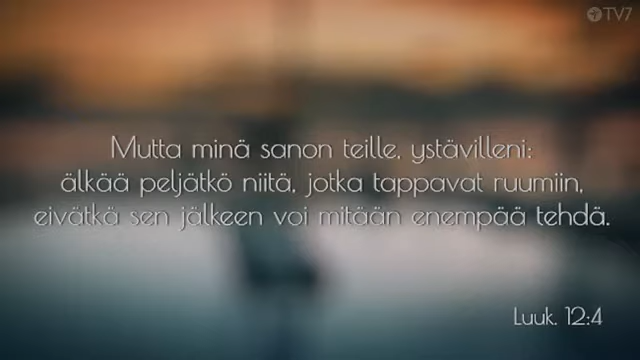 TV7
Mutta minä sanon teille, ystävilleni:
älkää peljätkö niitä, jotka tappavat ruumiin,
eivätkä sen jälkeen voi mitään enempää tehdä.
Luuk. 12:4